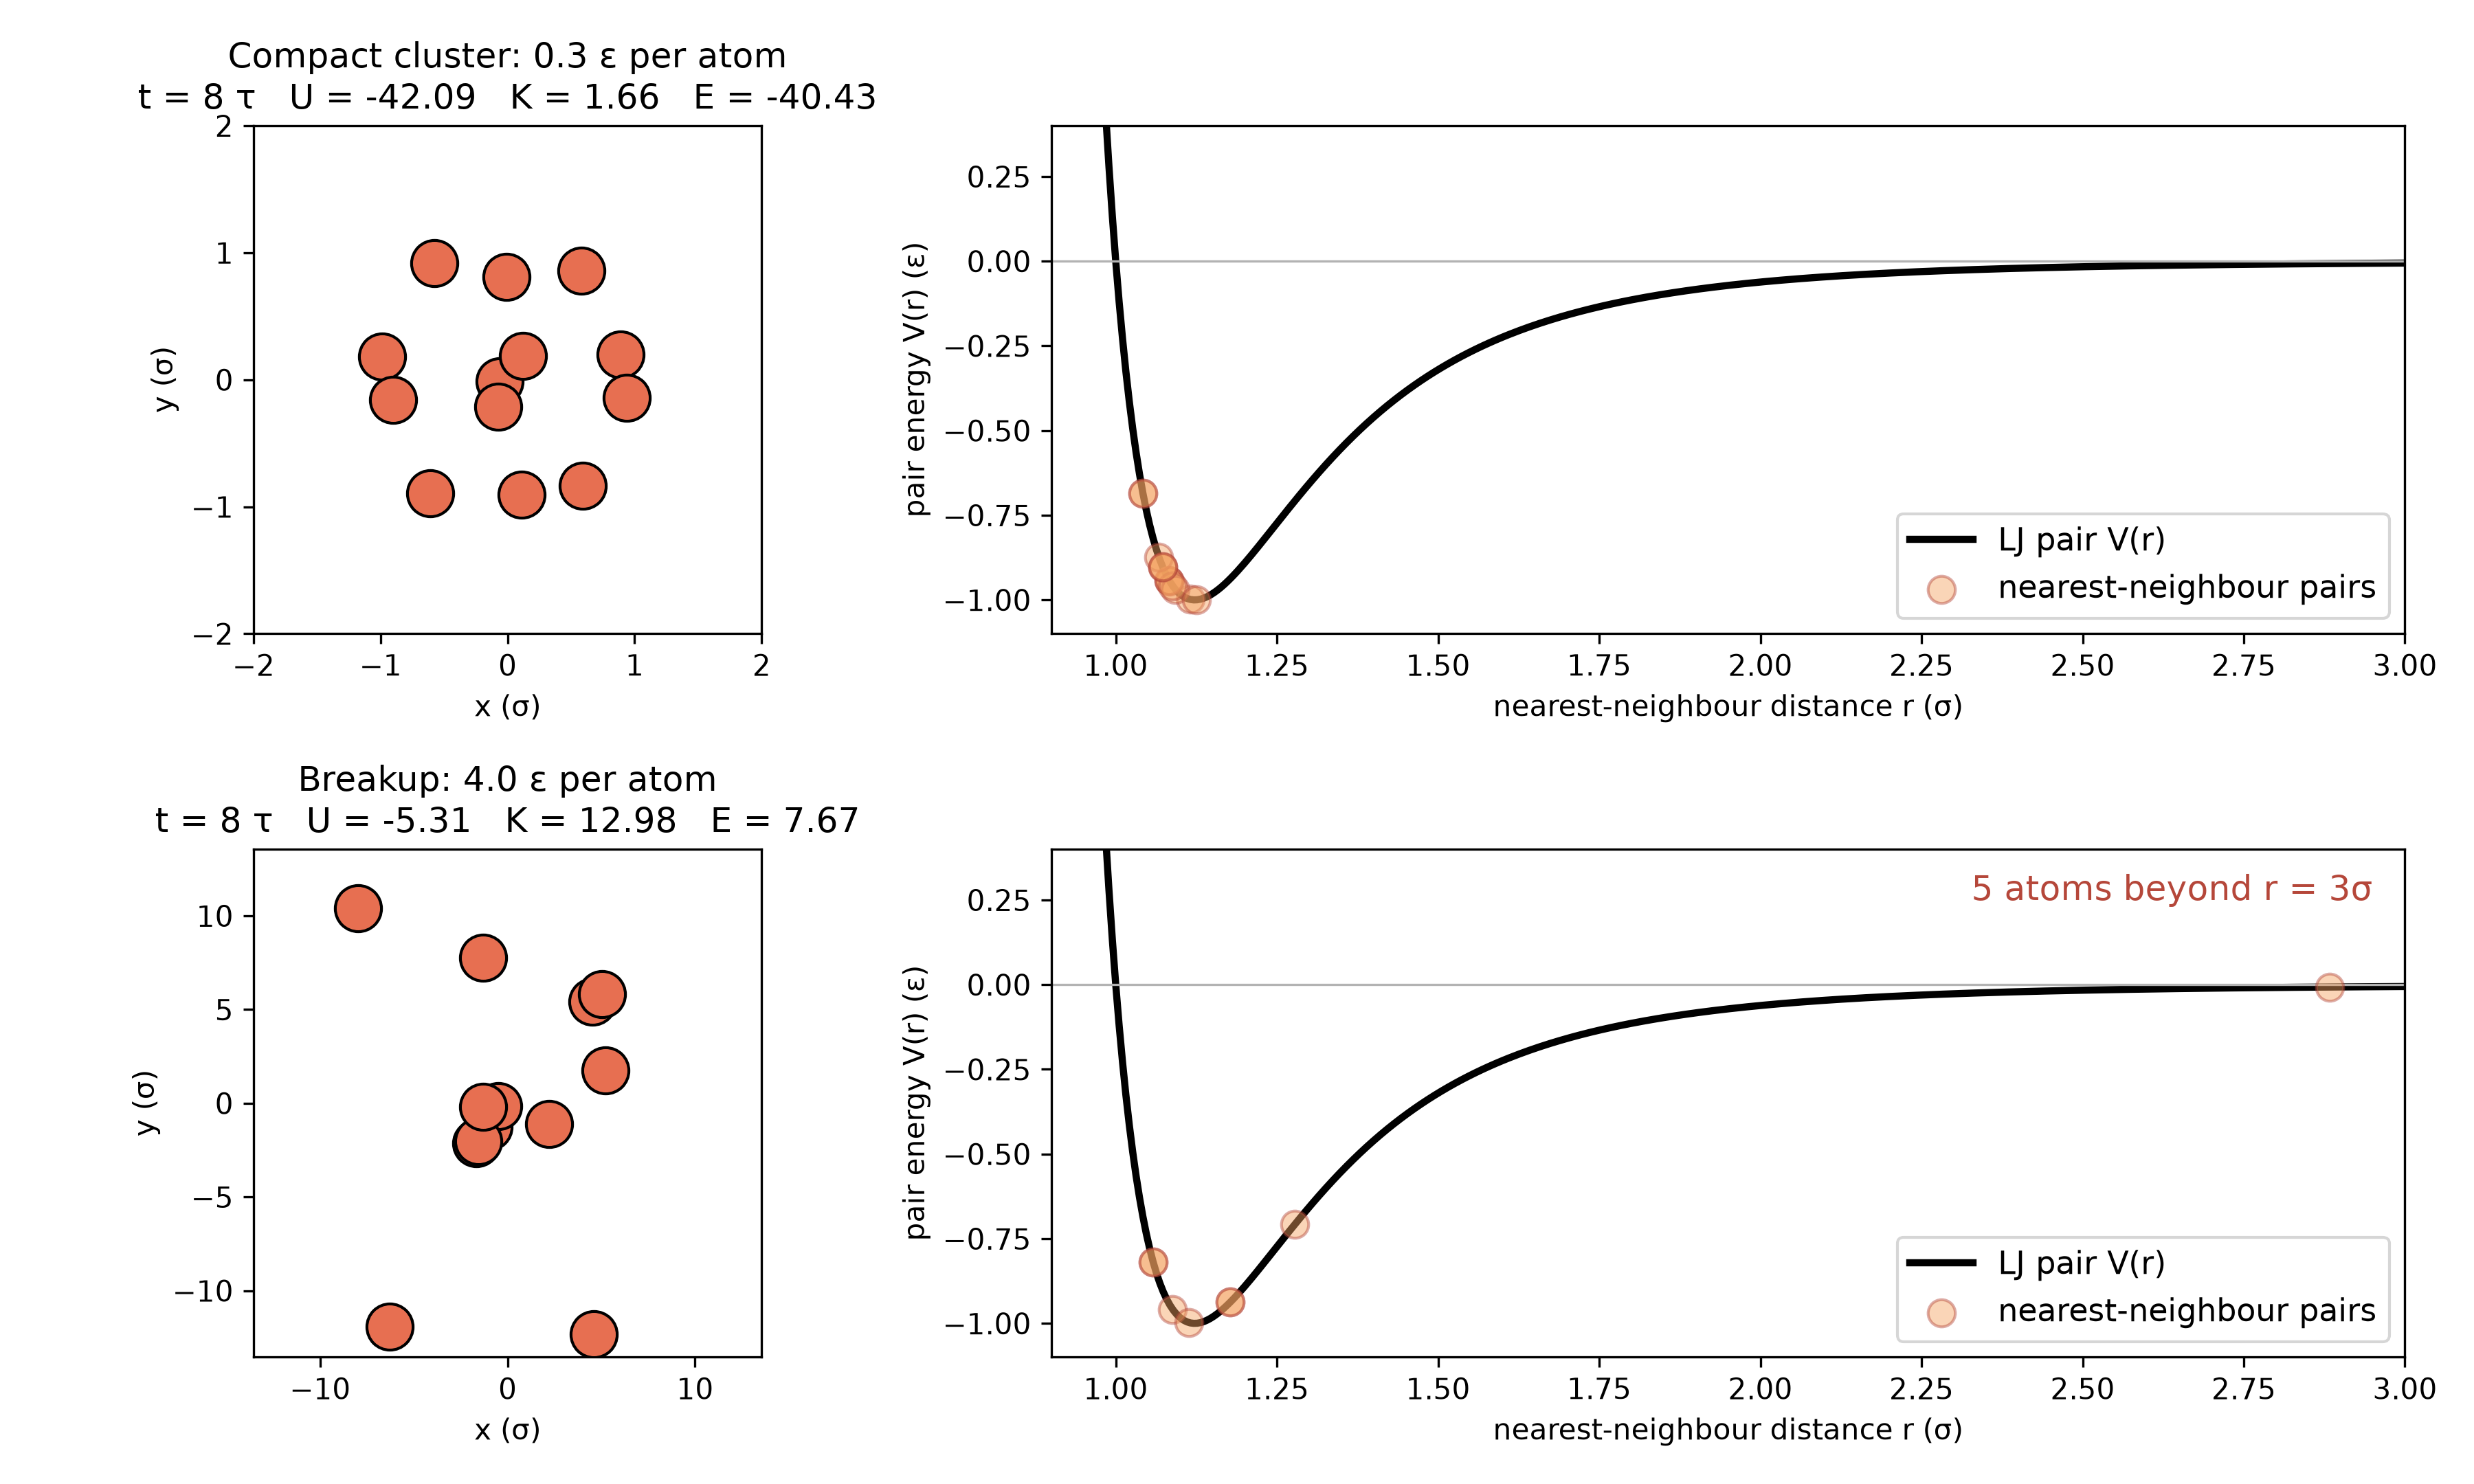 Compact cluster: 0.3 ε per atom
t = 8 τ   U = -42.09   K = 1.66   E = -40.43
2
1
0
−1
−2
y (σ)
−2
−1
0
1
2
x (σ)
0.25
0.00
−0.25
−0.50
−0.75
−1.00
pair energy V(r) (ε)
LJ pair V(r)
nearest-neighbour pairs
1.00
1.25
1.50
1.75
2.00
2.25
2.50
2.75
3.00
nearest-neighbour distance r (σ)
Breakup: 4.0 ε per atom
t = 8 τ   U = -5.31   K = 12.98   E = 7.67
10
5
0
−5
−10
y (σ)
−10
0
10
x (σ)
5 atoms beyond r = 3σ
0.25
0.00
−0.25
−0.50
−0.75
−1.00
pair energy V(r) (ε)
LJ pair V(r)
nearest-neighbour pairs
1.00
1.25
1.50
1.75
2.00
2.25
2.50
2.75
3.00
nearest-neighbour distance r (σ)